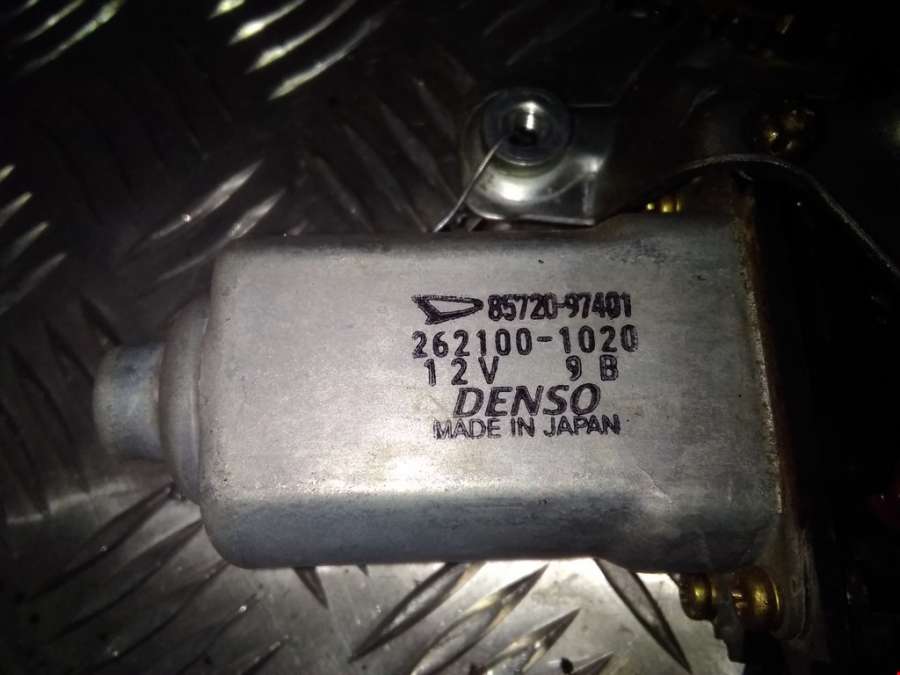 85720-97401
262100-1020
12V 9B
DENSO
MADE IN JAPAN